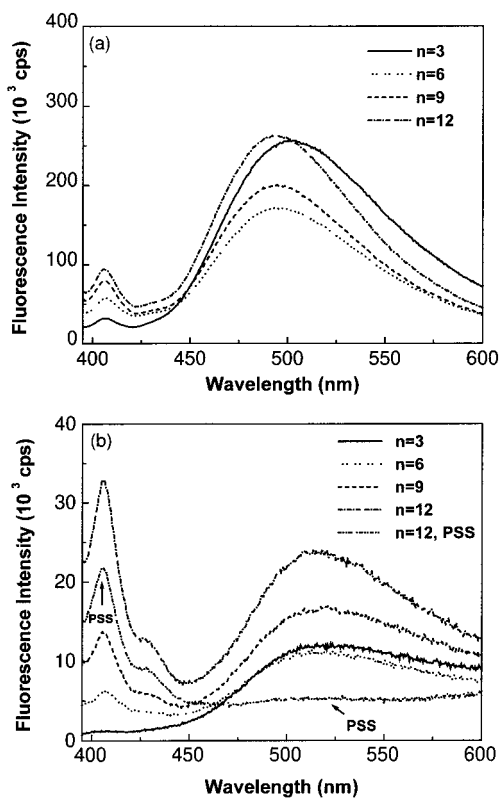 (a)
n=3
n=6
n=9
n=12
400
300
200
100
0
Fluorescence Intensity (10³ cps)
400 450 500 550 600
Wavelength (nm)
(b)
n=3
n=6
n=9
n=12
n=12, PSS
40
30
20
10
0
PSS
PSS
Fluorescence Intensity (10³ cps)
400 450 500 550 600
Wavelength (nm)